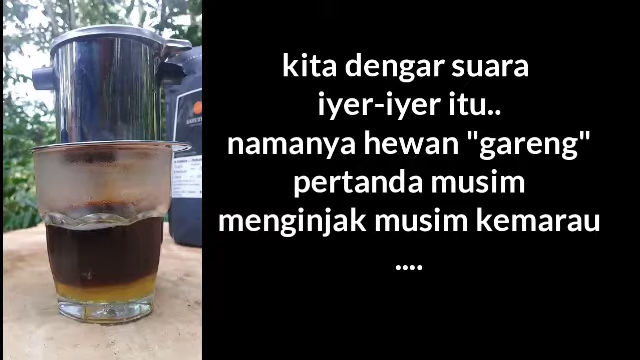 kita dengar suara
iyer-iyer itu..
namanya hewan "gareng"
pertanda musim
menginjak musim kemarau
....